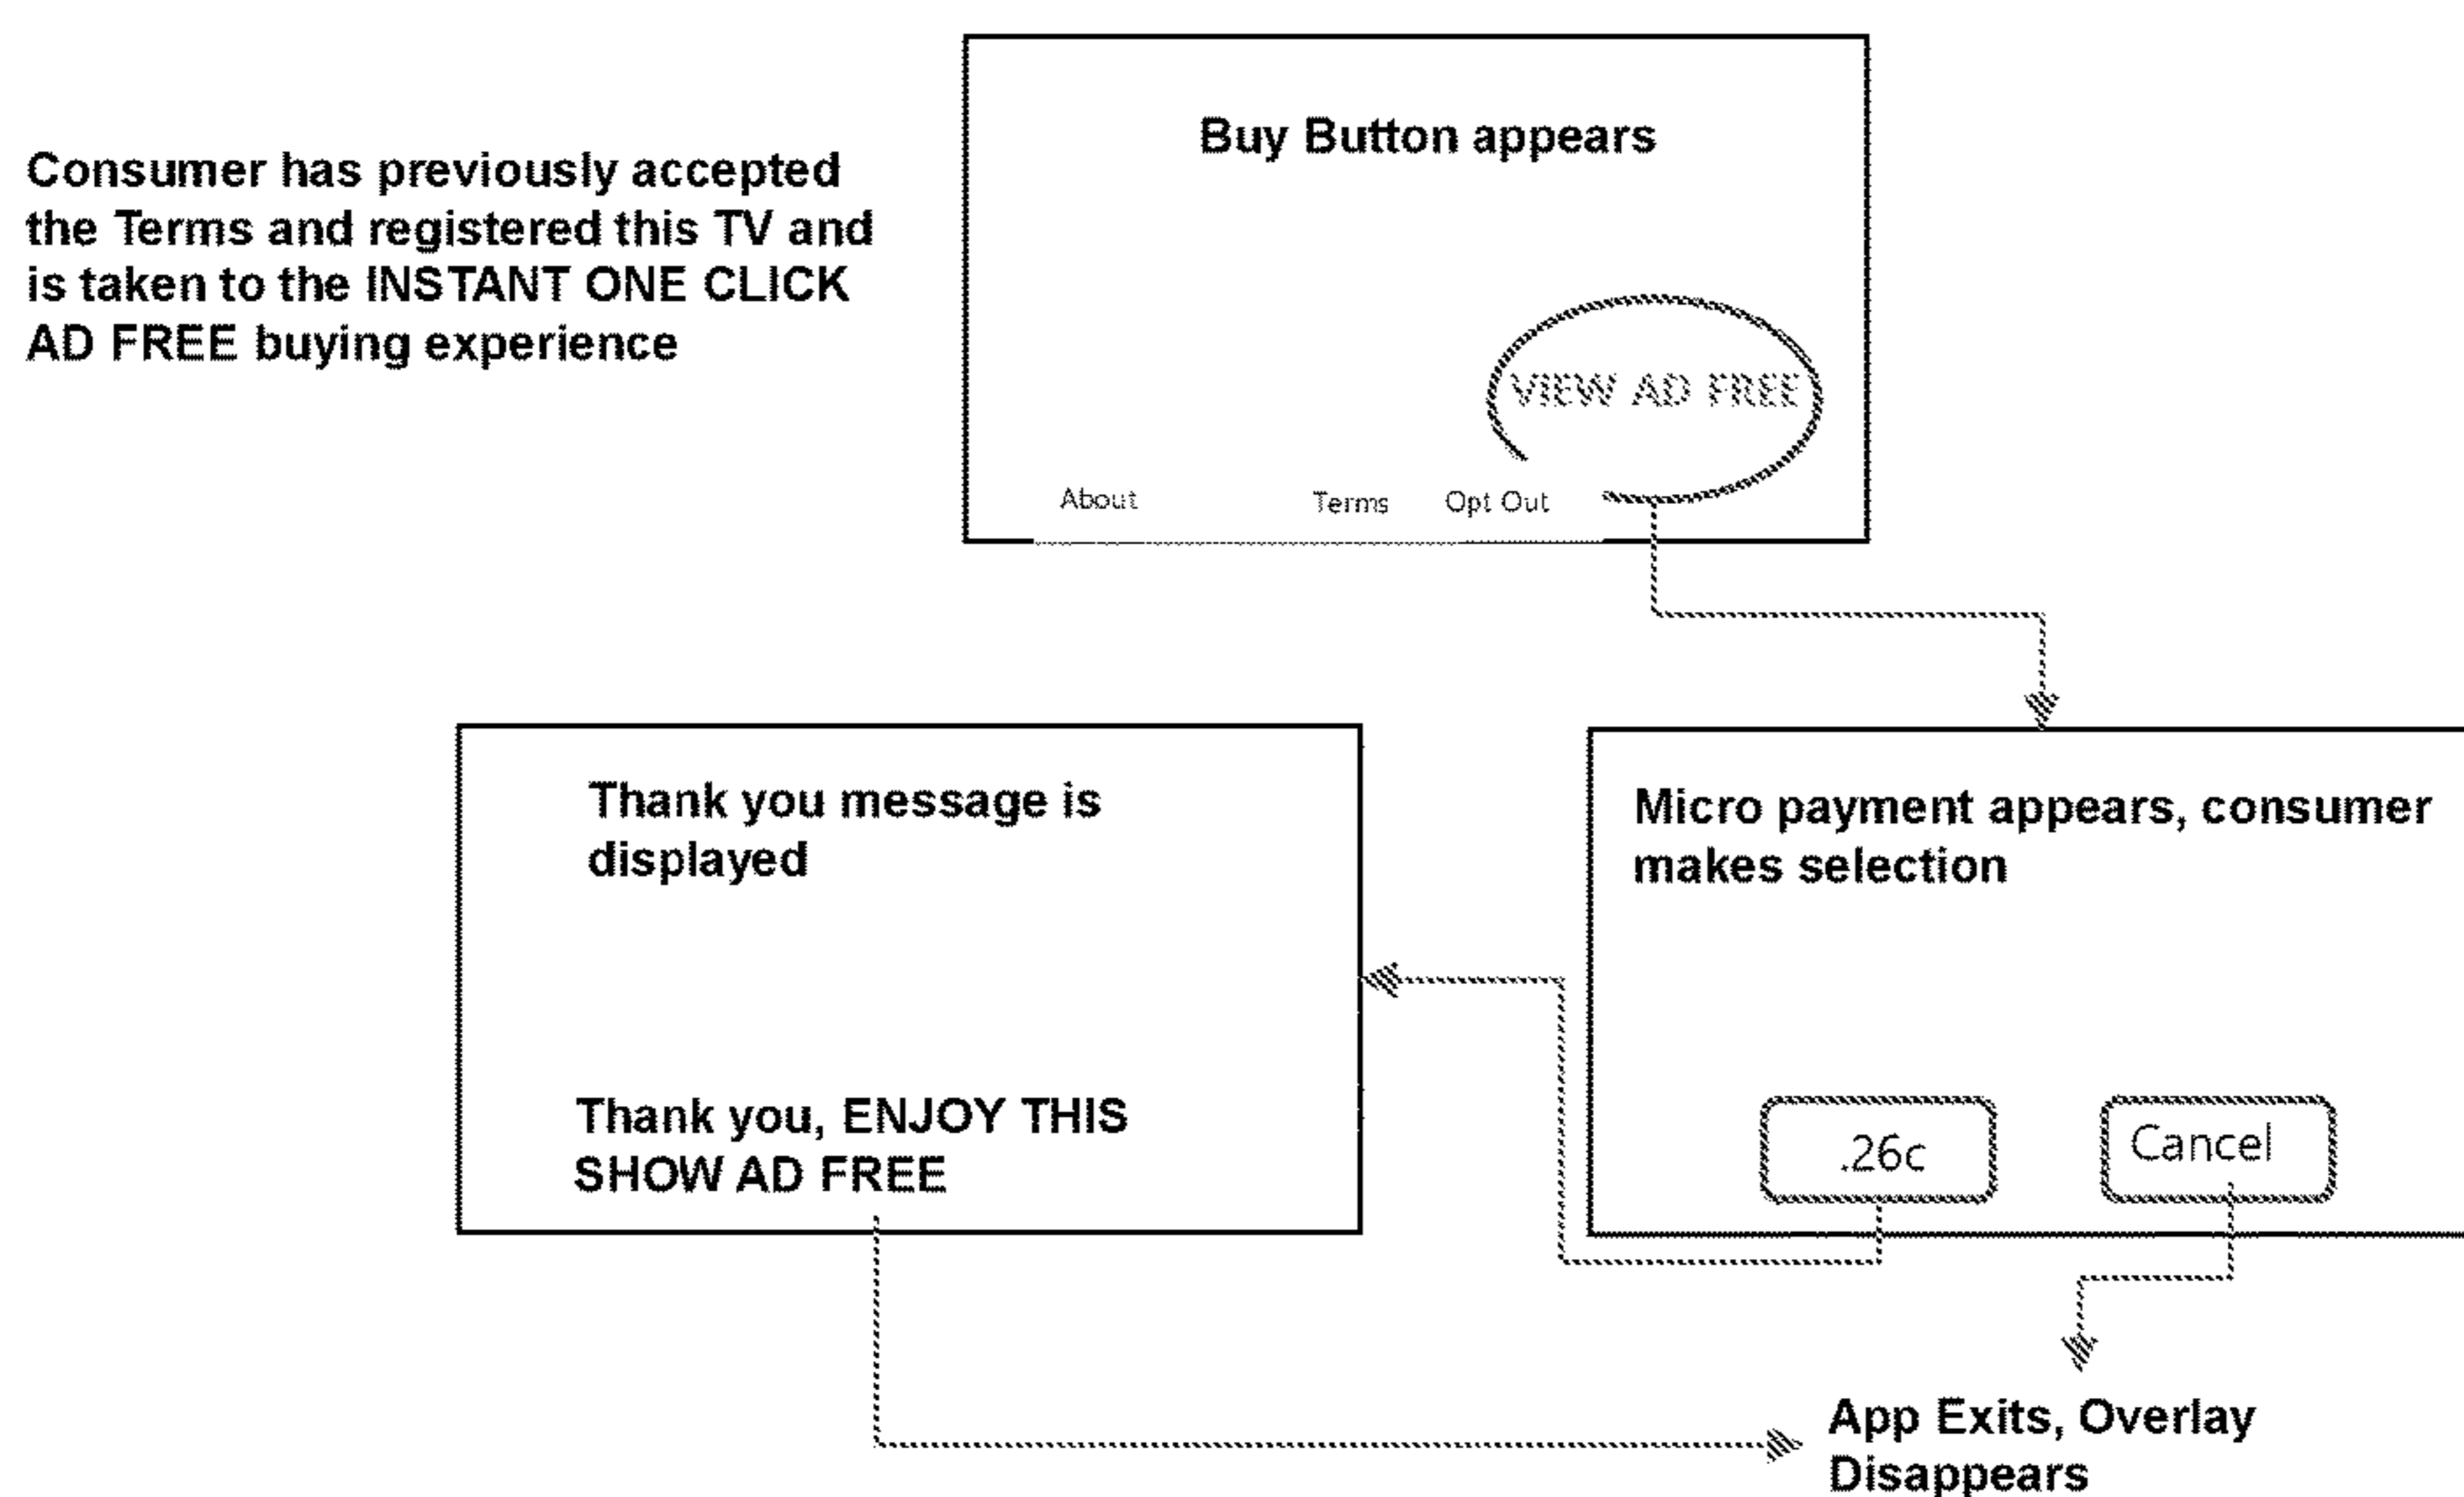 Consumer has previously accepted
the Terms and registered this TV and
is taken to the INSTANT ONE CLICK
AD FREE buying experience
Buy Button appears
VIEW AD FREE
About
Terms
Opt Out
Thank you message is
displayed
Thank you, ENJOY THIS
SHOW AD FREE
Micro payment appears, consumer
makes selection
.26c
Cancel
App Exits, Overlay
Disappears